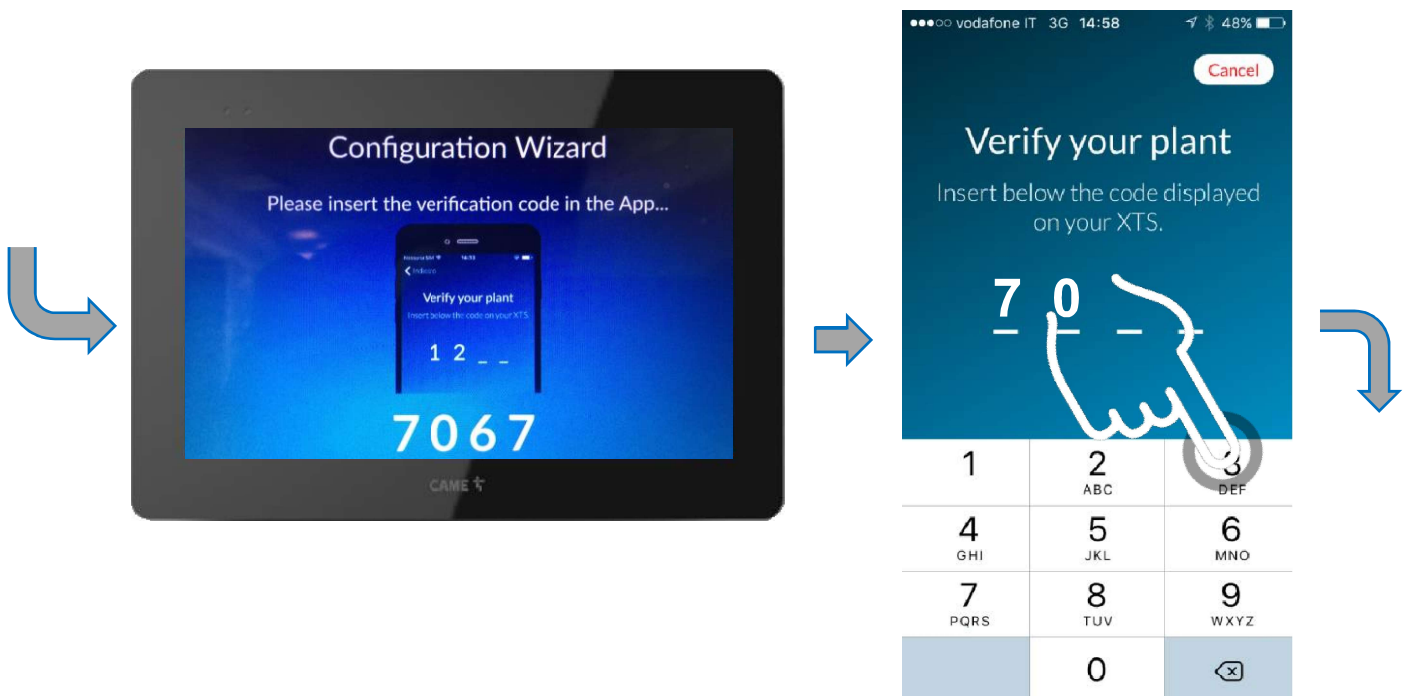 Configuration Wizard
Please insert the verification code in the App...
14:53
Verify your plant
Insert below the code on your XTS.
1 2 _ _
7067
CAME
vodafone IT 3G 14:58 48%
Cancel
Verify your plant
Insert below the code displayed
on your XTS.
7 0 _ _
1 2 3
ABC DEF
4 5 6
GHI JKL MNO
7 8 9
PQRS TUV WXYZ
0